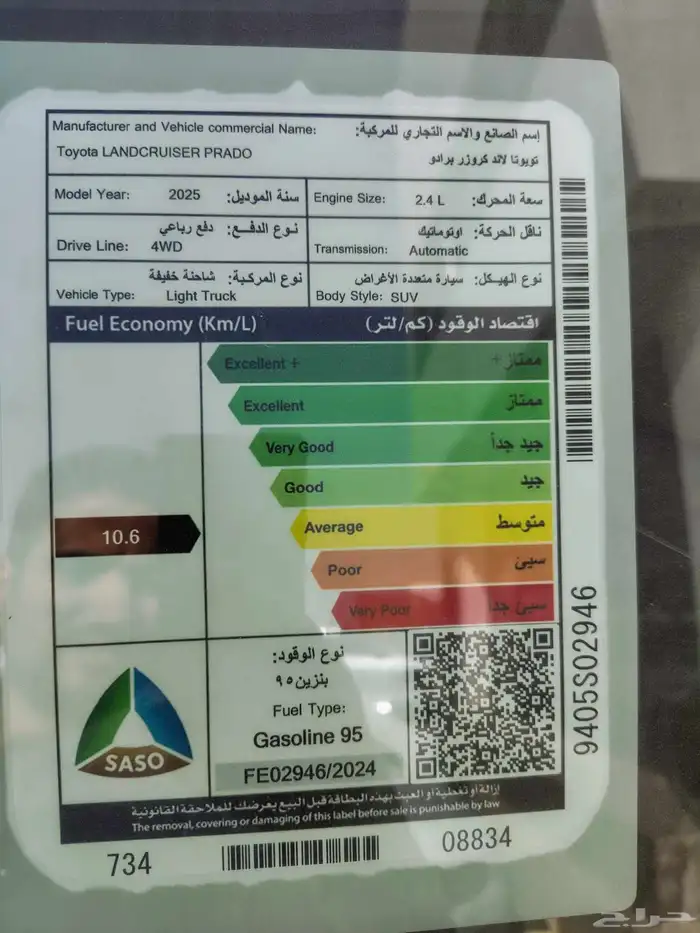 Manufacturer and Vehicle commercial Name: إسم الصانع والاسم التجاري للمركبة:
Toyota LANDCRUISER PRADO تويوتا لاند كروزر برادو
Model Year: 2025 سنة الموديل:
Engine Size: 2.4 L سعة المحرك:
نوع الدفـع: دفع رباعي
Drive Line: 4WD
ناقل الحركة: اوتوماتيك
Transmission: Automatic
نوع المركبة: شاحنة خفيفة
Vehicle Type: Light Truck
نوع الهيكل: سيارة متعددة الأغراض
Body Style: SUV
Fuel Economy (Km/L) اقتصاد الوقود (كم/لتر)
Excellent + ممتاز +
Excellent ممتاز
Very Good جيد جداً
Good جيد
10.6
Average متوسط
Poor سيئ
Very Poor سيئ جداً
نوع الوقود:
بنزين ٩٥
Fuel Type:
Gasoline 95
FE02946/2024
SASO
إزالة أو تغطية أو العبث بهذه البطاقة قبل البيع يعرضك للملاحقة القانونية
The removal, covering or damaging of this label before sale is punishable by law
734
08834
9405S02946
حراج